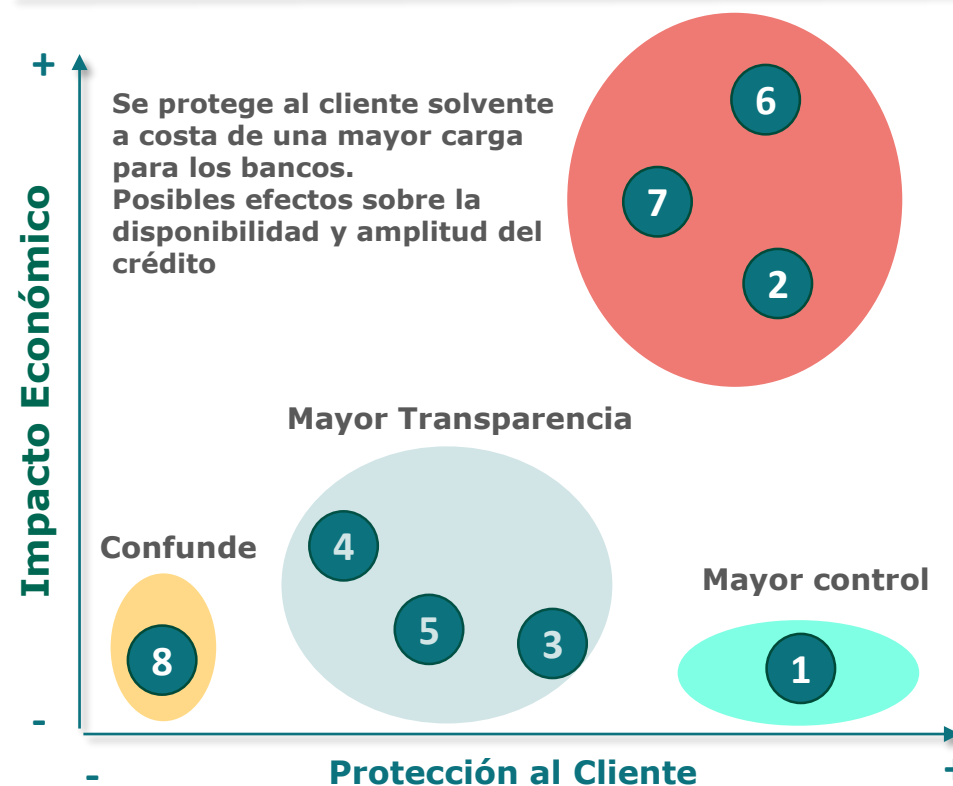 +
Se protege al cliente solvente
a costa de una mayor carga
para los bancos.
Posibles efectos sobre la
disponibilidad y amplitud del
crédito
6
7
2
Impacto Económico
Mayor Transparencia
Confunde
4
Mayor control
5
3
8
1
-
-
Protección al Cliente
+